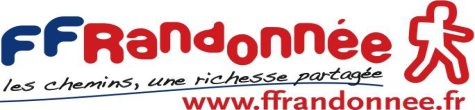 FFRandonnée
les chemins, une richesse partagée
www.ffrandonnee.fr